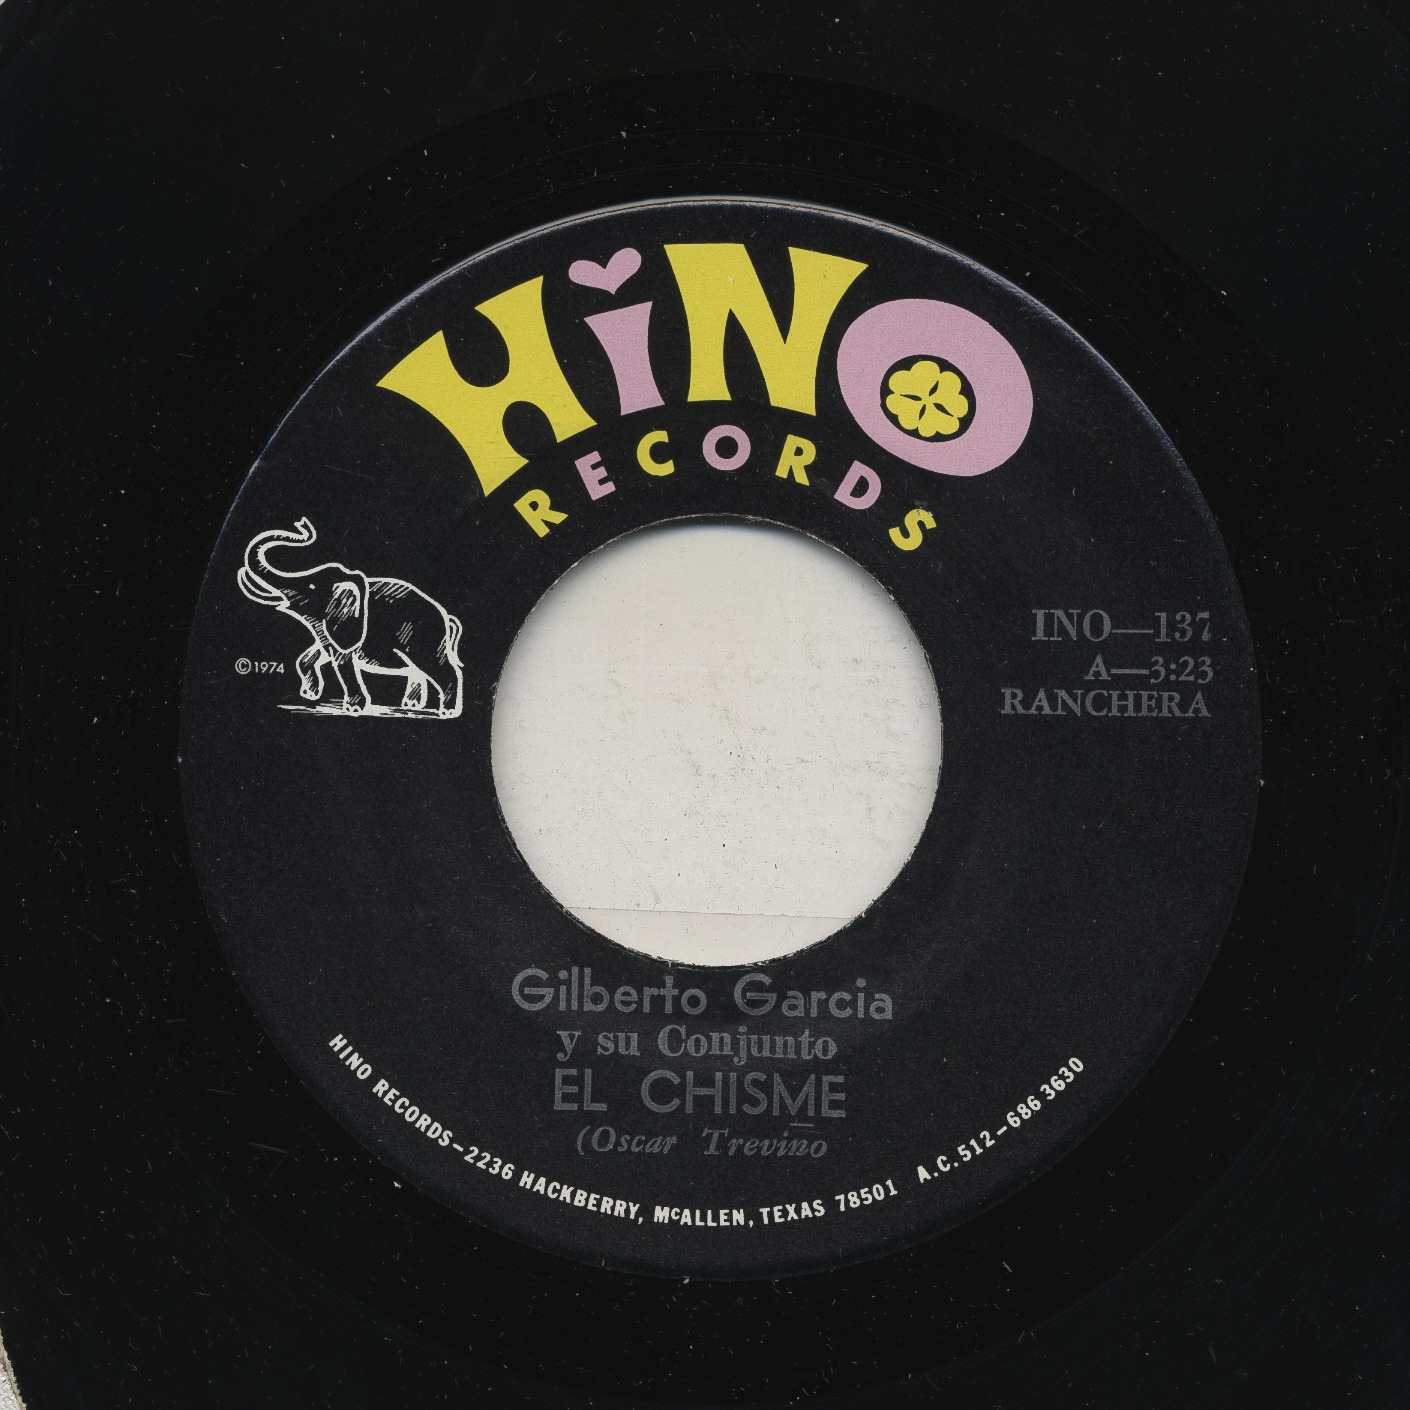 HiNO
RECORDS
©1974
INO—137
A—3:23
RANCHERA
Gilberto Garcia
y su Conjunto
EL CHISME
(Oscar Trevino
HINO RECORDS–2236 HACKBERRY, McALLEN, TEXAS 78501 A.C. 512–686 3630